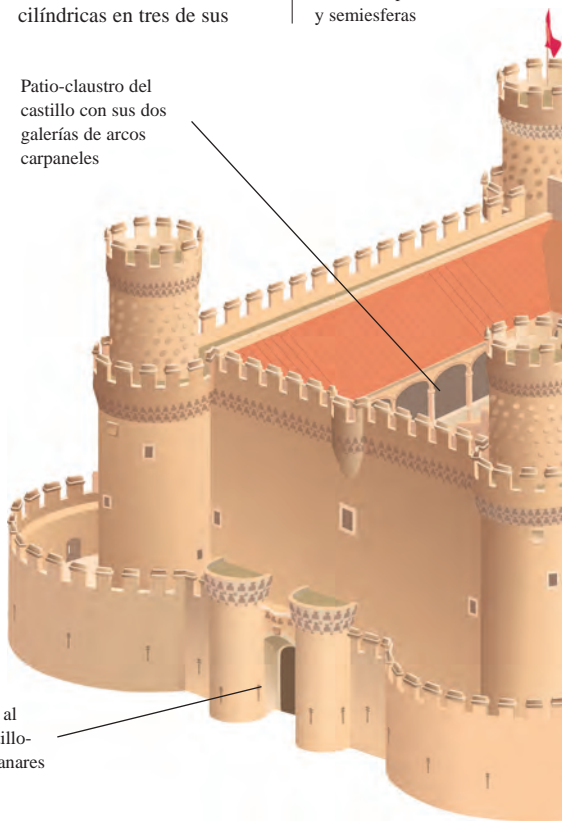 cilíndricas en tres de sus
y semiesferas
Patio-claustro del
castillo con sus dos
galerías de arcos
carpaneles
al
illo-
anares